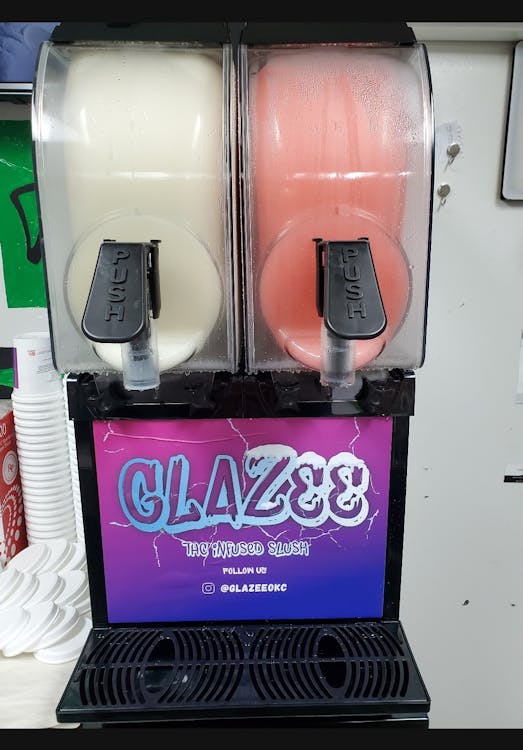 PUSH
PUSH
GLAZEE
THC INFUSED SLUSH
FOLLOW US
@GLAZEEOKC